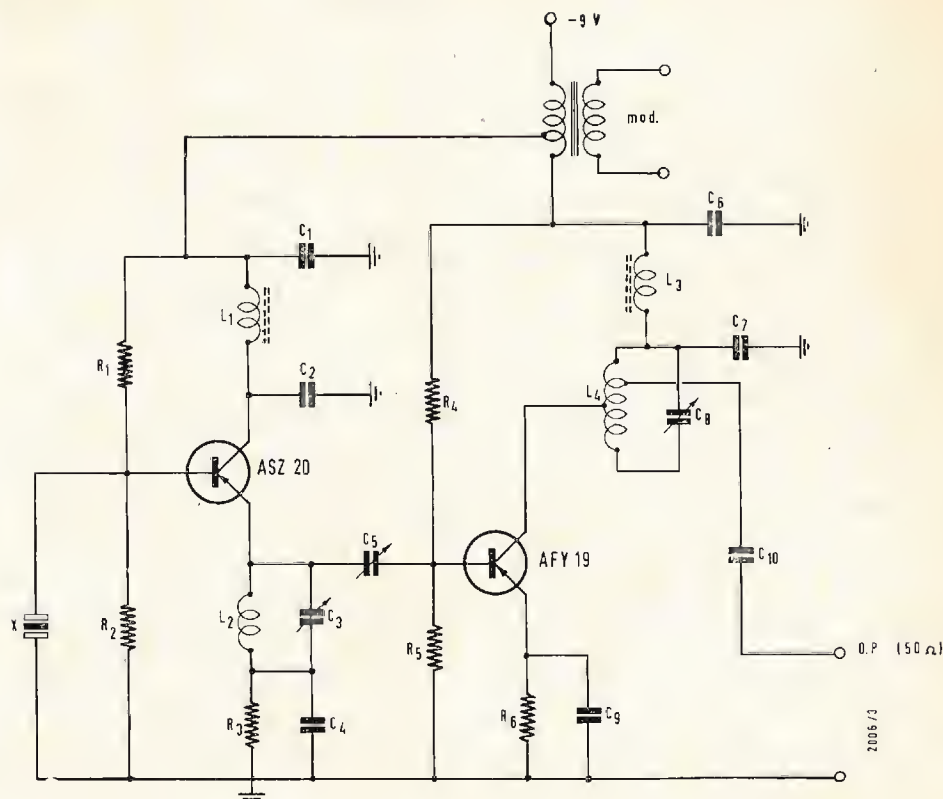 -9 V
mod.
C6
C1
L1
L3
C7
R1
C2
R4
L4
C8
ASZ 20
C5
AFY 19
C10
X
R2
L2
C3
R5
O.P (50Ω)
R3
C4
R6
C9
2006/3